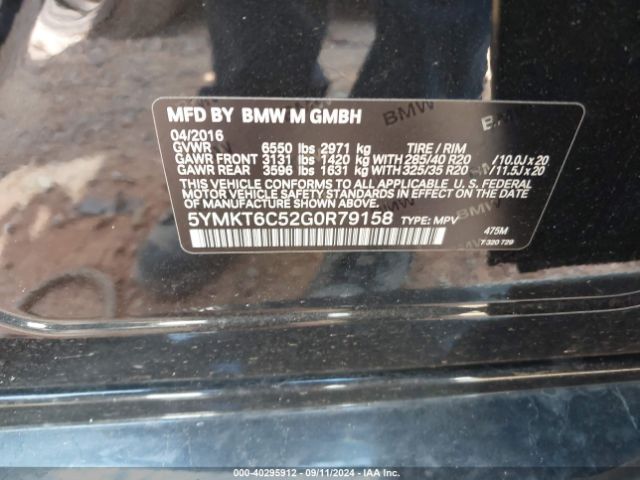 MFD BY BMW M GMBH
04/2016
GVWR 6550 lbs 2971 kg TIRE / RIM
GAWR FRONT 3131 lbs 1420 kg WITH 285/40 R20 / 10.0J x 20
GAWR REAR 3596 lbs 1631 kg WITH 325/35 R20 / 11.5J x 20
THIS VEHICLE CONFORMS TO ALL APPLICABLE U. S. FEDERAL
MOTOR VEHICLE SAFETY STANDARDS IN EFFECT ON THE DATE
OF MANUFACTURE SHOWN ABOVE.
5YMKT6C52G0R79158 TYPE: MPV 475M
7 320 729
BMW
BMW
000-40295912 - 09/11/2024 - IAA Inc.